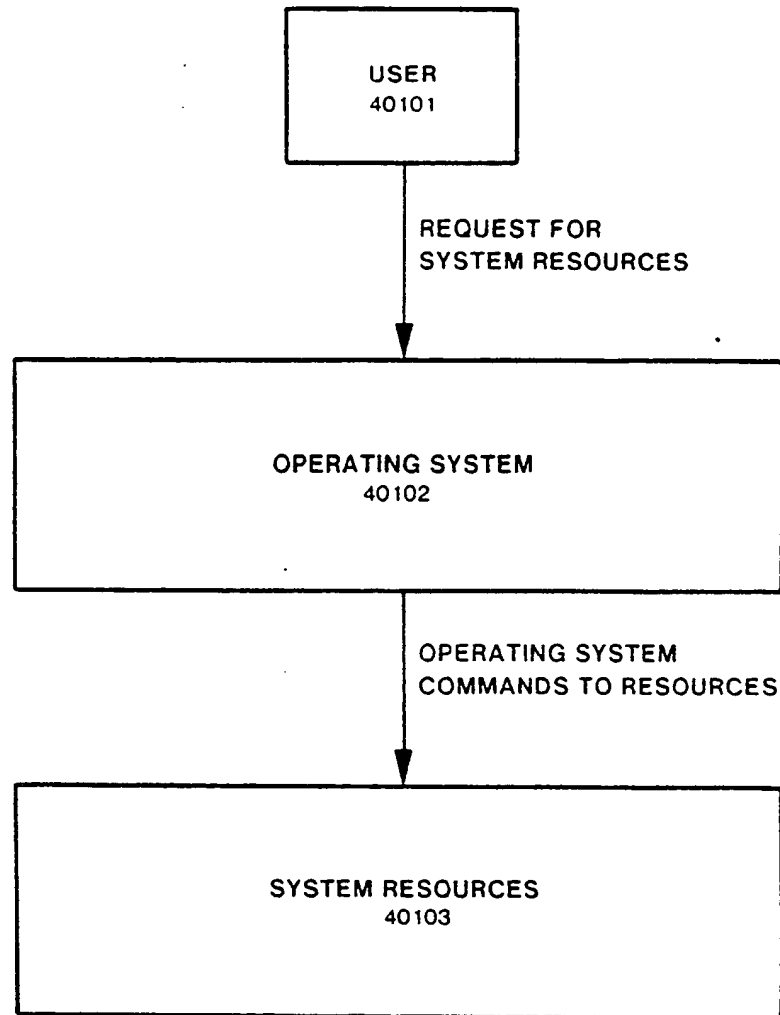 USER
40101
REQUEST FOR
SYSTEM RESOURCES
OPERATING SYSTEM
40102
OPERATING SYSTEM
COMMANDS TO RESOURCES
SYSTEM RESOURCES
40103